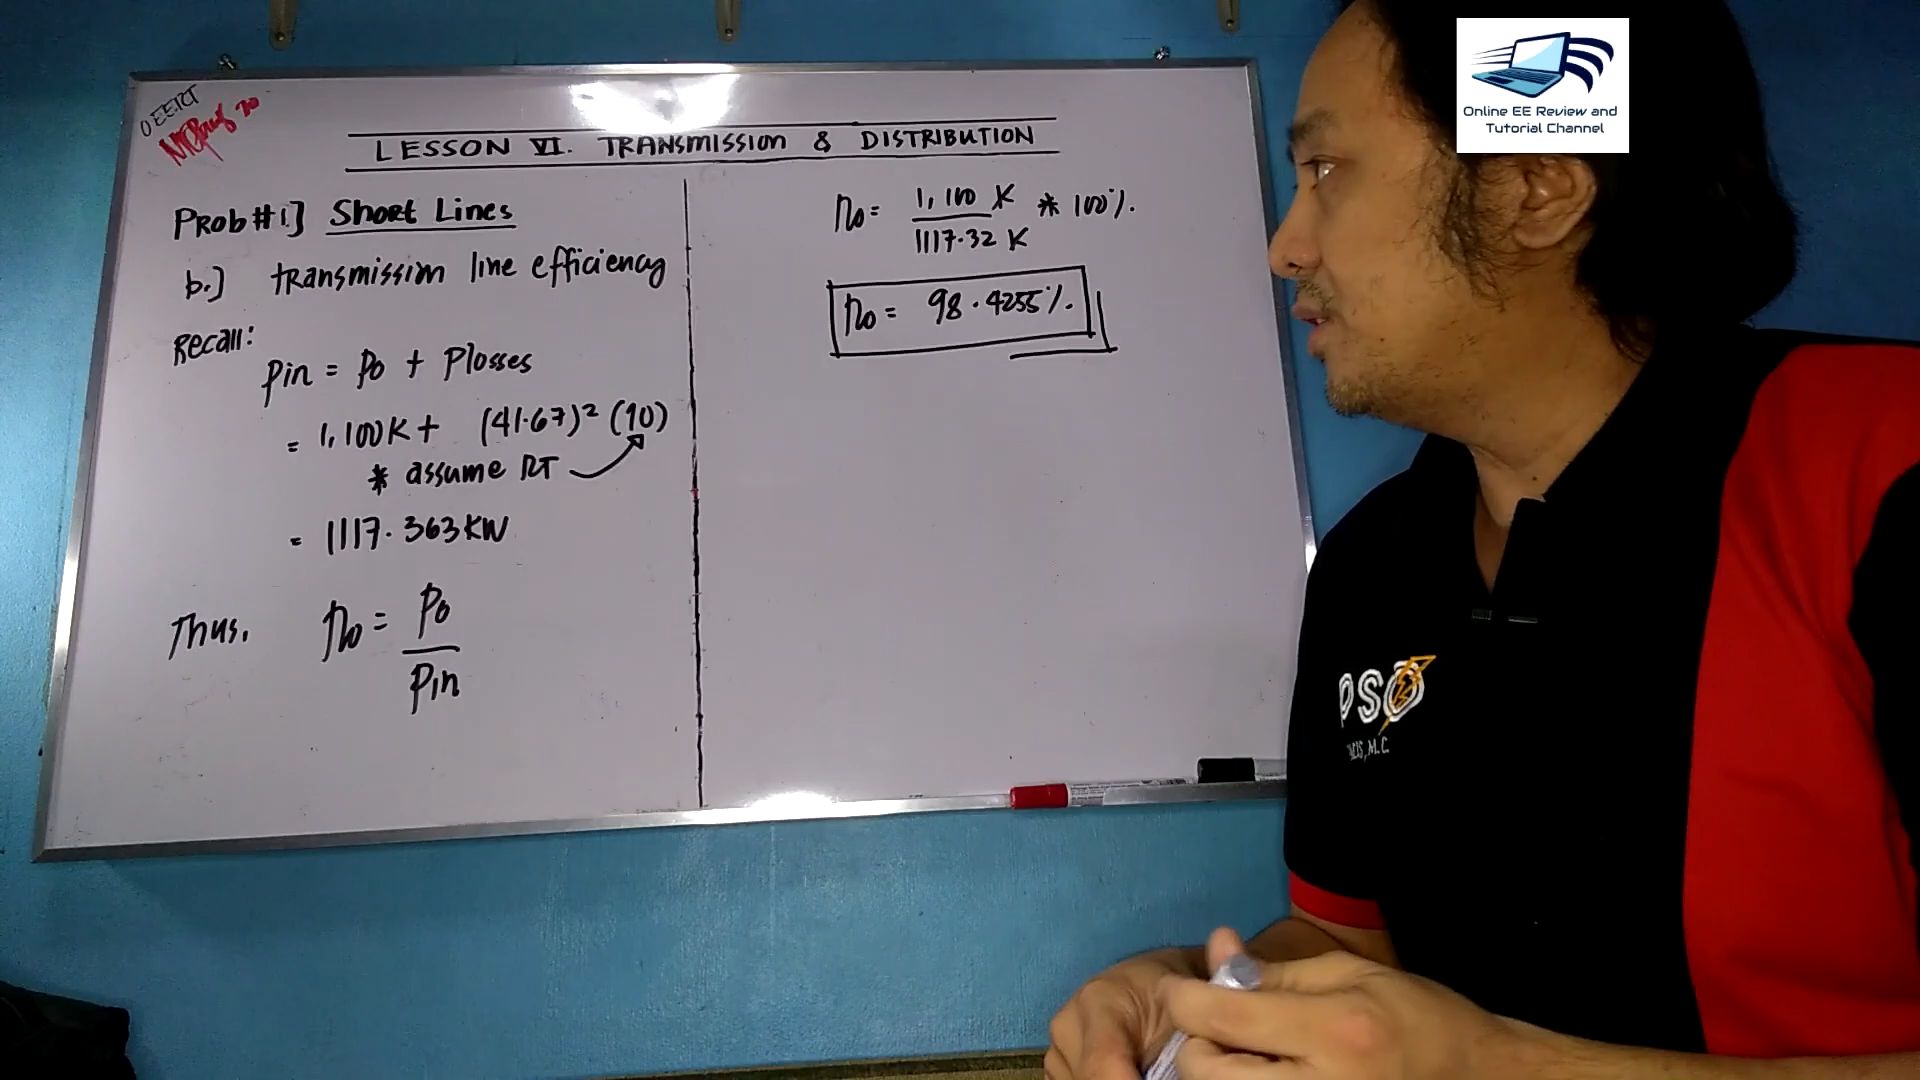 OEERT
LESSON VI. TRANSMISSION & DISTRIBUTION
Prob#1.] Short Lines
b.] transmission line efficiency
Recall:
Pin = Po + Plosses
= 1,100K + (41.67)² (10)
* assume RT
= 1117.363KW
Thus, ηo = Po
Pin
ηo = 1,100 K * 100%.
1117.32 K
ηo = 98.4255%.
Online EE Review and
Tutorial Channel
PSO
M.C.